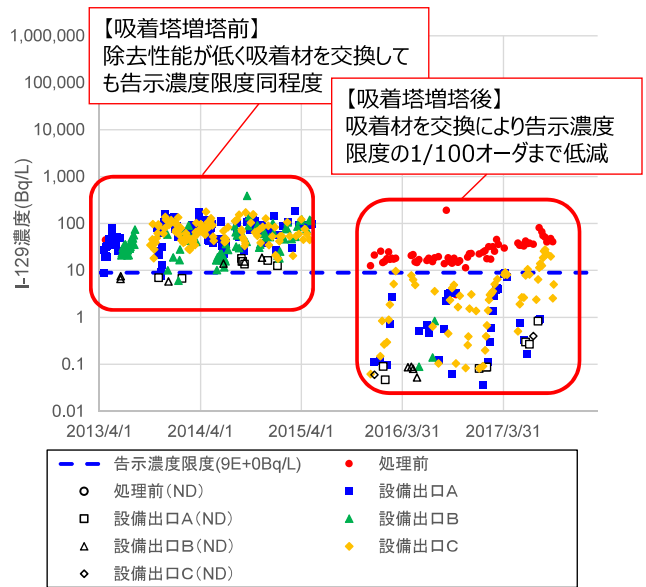 【吸着塔増塔前】
除去性能が低く吸着材を交換して
も告示濃度限度同程度
【吸着塔増塔後】
吸着材を交換により告示濃度
限度の1/100オーダまで低減
I-129濃度(Bq/L)
1,000,000
100,000
10,000
1,000
100
10
1
0.1
0.01
2013/4/1
2014/4/1
2015/4/1
2016/3/31
2017/3/31
告示濃度限度(9E+0Bq/L)
処理前
処理前(ND)
設備出口A
設備出口A(ND)
設備出口B
設備出口B(ND)
設備出口C
設備出口C(ND)